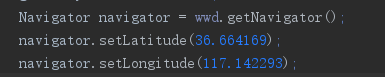 Navigator navigator = wwd.getNavigator();
navigator.setLatitude(36.664169);
navigator.setLongitude(117.142293);